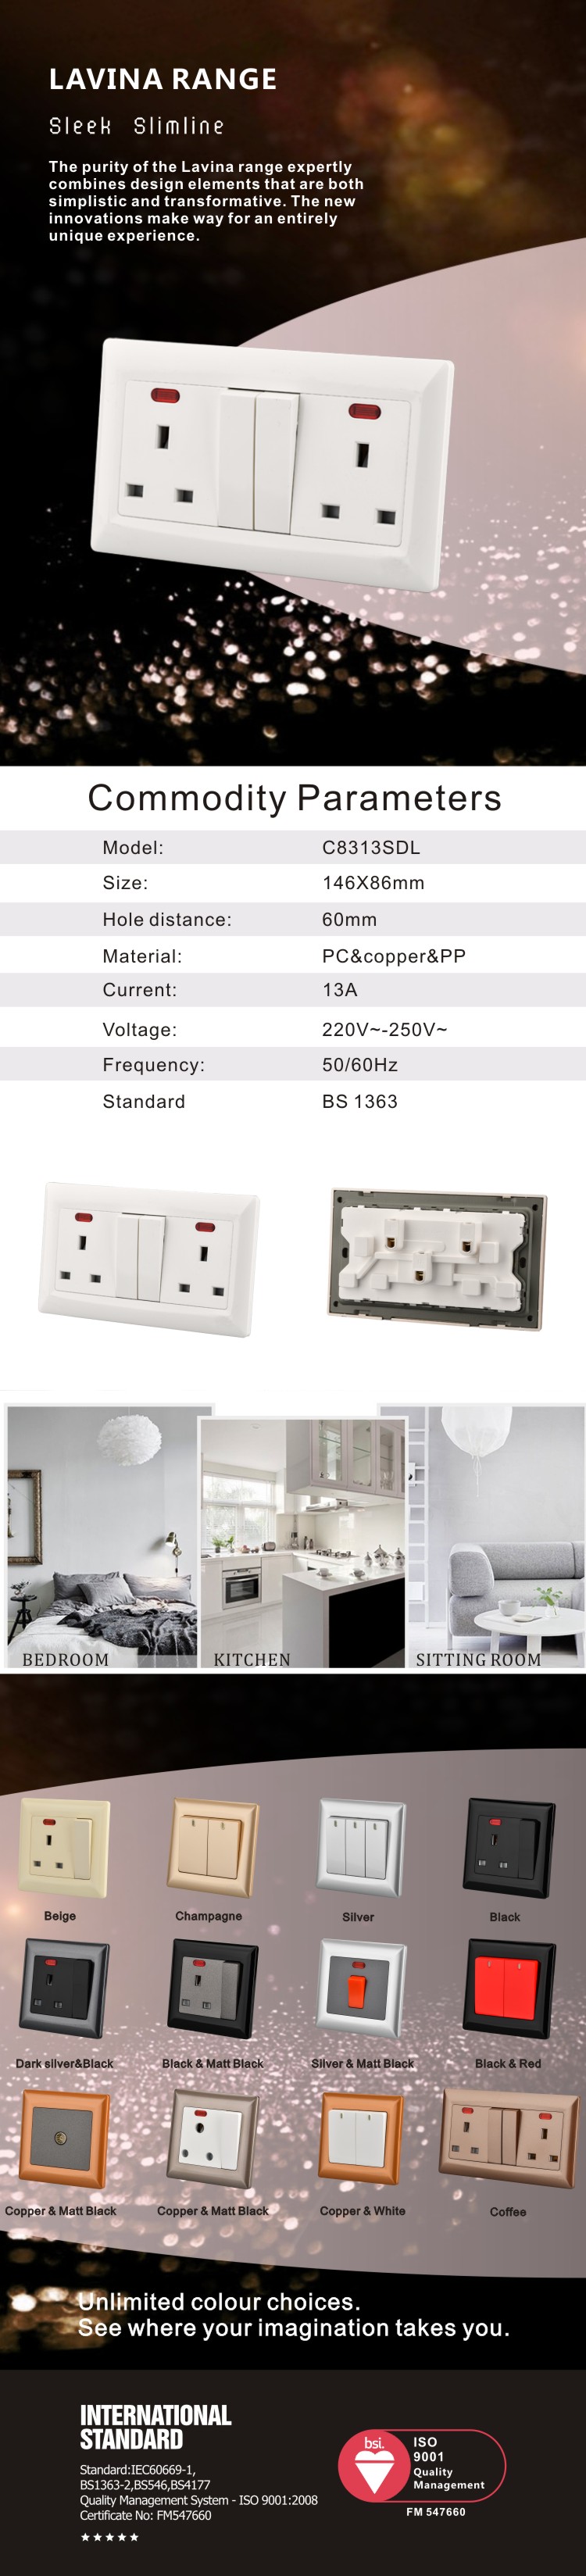 LAVINA RANGE
Sleek Slimline
The purity of the Lavina range expertly
combines design elements that are both
simplistic and transformative. The new
innovations make way for an entirely
unique experience.
Commodity Parameters
Model: C8313SDL
Size: 146X86mm
Hole distance: 60mm
Material: PC&copper&PP
Current: 13A
Voltage: 220V~-250V~
Frequency: 50/60Hz
Standard BS 1363
BEDROOM
KITCHEN
SITTING ROOM
Beige
Champagne
Silver
Black
Dark silver&Black
Black & Matt Black
Silver & Matt Black
Black & Red
Copper & Matt Black
Copper & Matt Black
Copper & White
Coffee
Unlimited colour choices.
See where your imagination takes you.
INTERNATIONAL
STANDARD
Standard:IEC60669-1,
BS1363-2,BS546,BS4177
Quality Management System - ISO 9001:2008
Certificate No: FM547660
bsi.
ISO
9001
Quality
Management
FM 547660